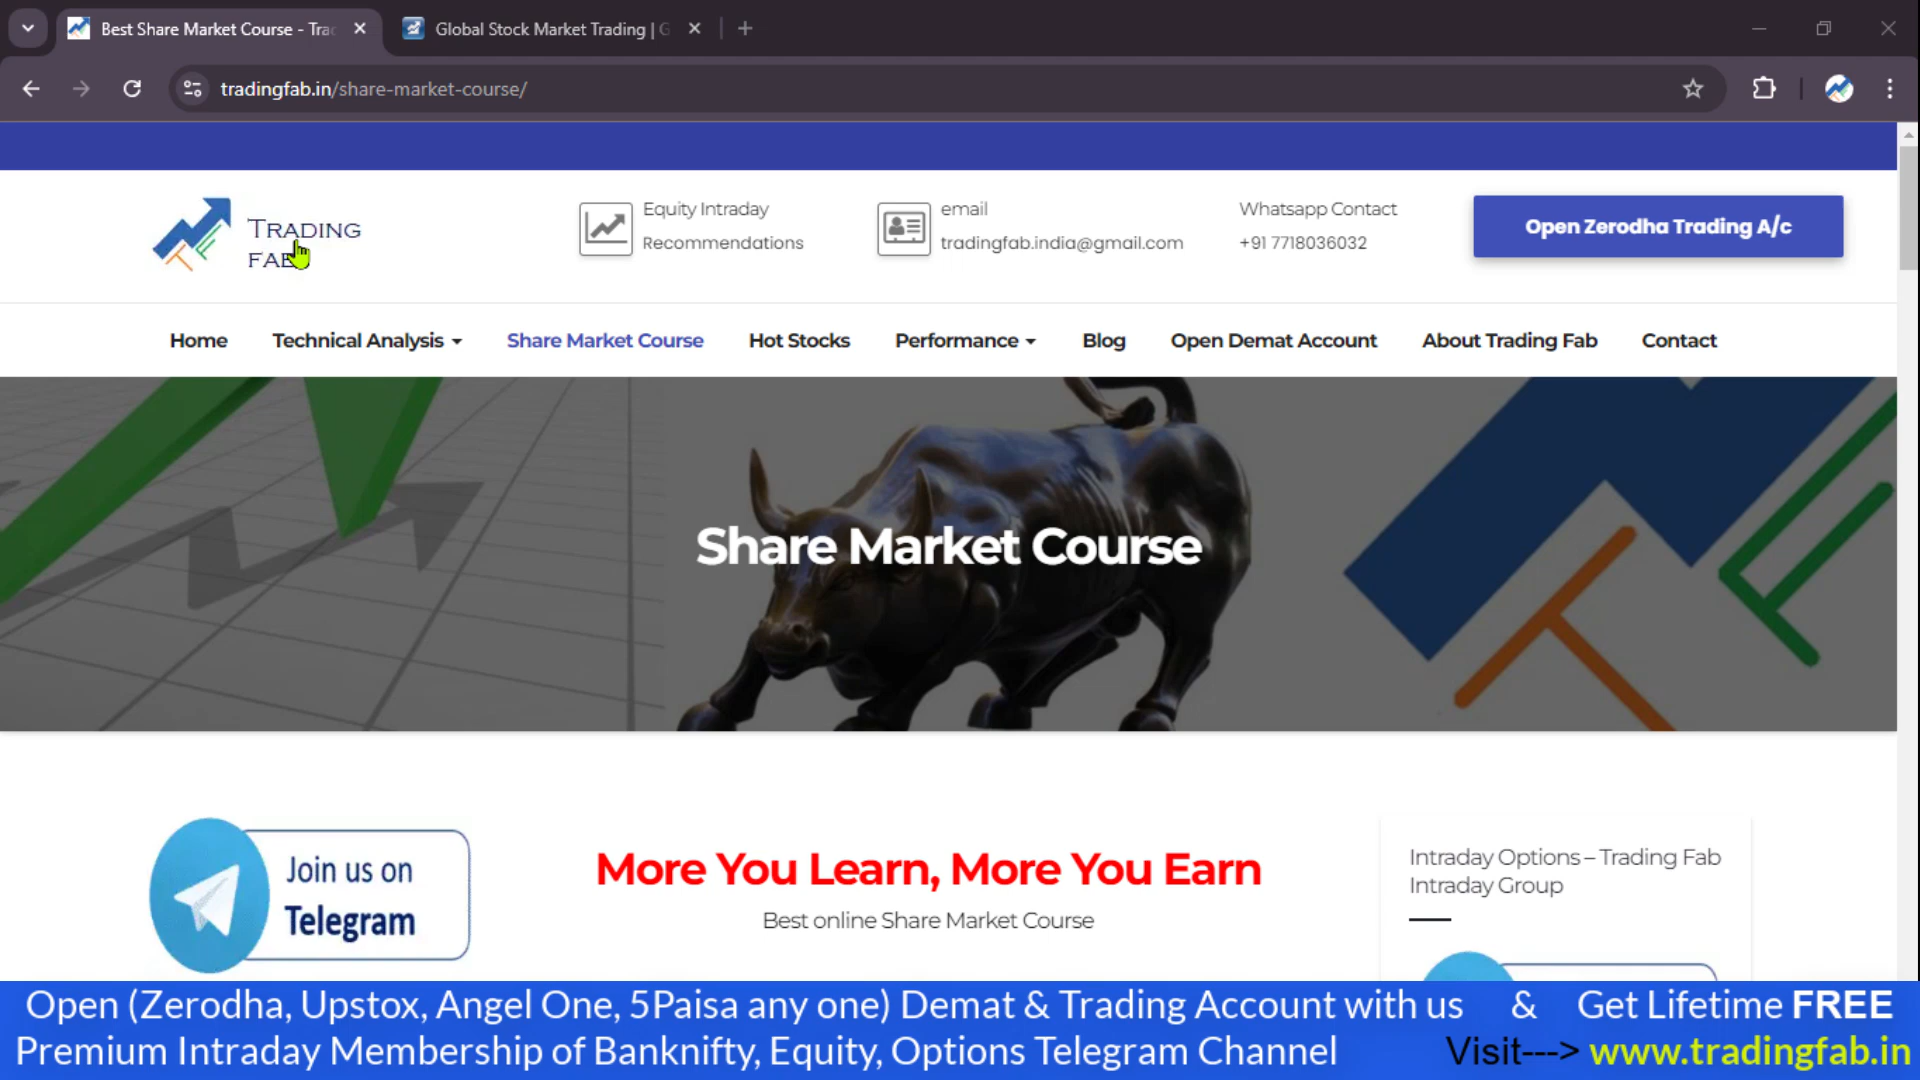 Best Share Market Course - Tra
Global Stock Market Trading | G
tradingfab.in/share-market-course/
TRADING
FAB
Equity Intraday
Recommendations
email
tradingfab.india@gmail.com
Whatsapp Contact
+91 7718036032
Open Zerodha Trading A/c
Home
Technical Analysis
Share Market Course
Hot Stocks
Performance
Blog
Open Demat Account
About Trading Fab
Contact
Share Market Course
Join us on
Telegram
More You Learn, More You Earn
Best online Share Market Course
Intraday Options – Trading Fab
Intraday Group
Open (Zerodha, Upstox, Angel One, 5Paisa any one) Demat & Trading Account with us & Get Lifetime FREE
Premium Intraday Membership of Banknifty, Equity, Options Telegram Channel Visit---> www.tradingfab.in